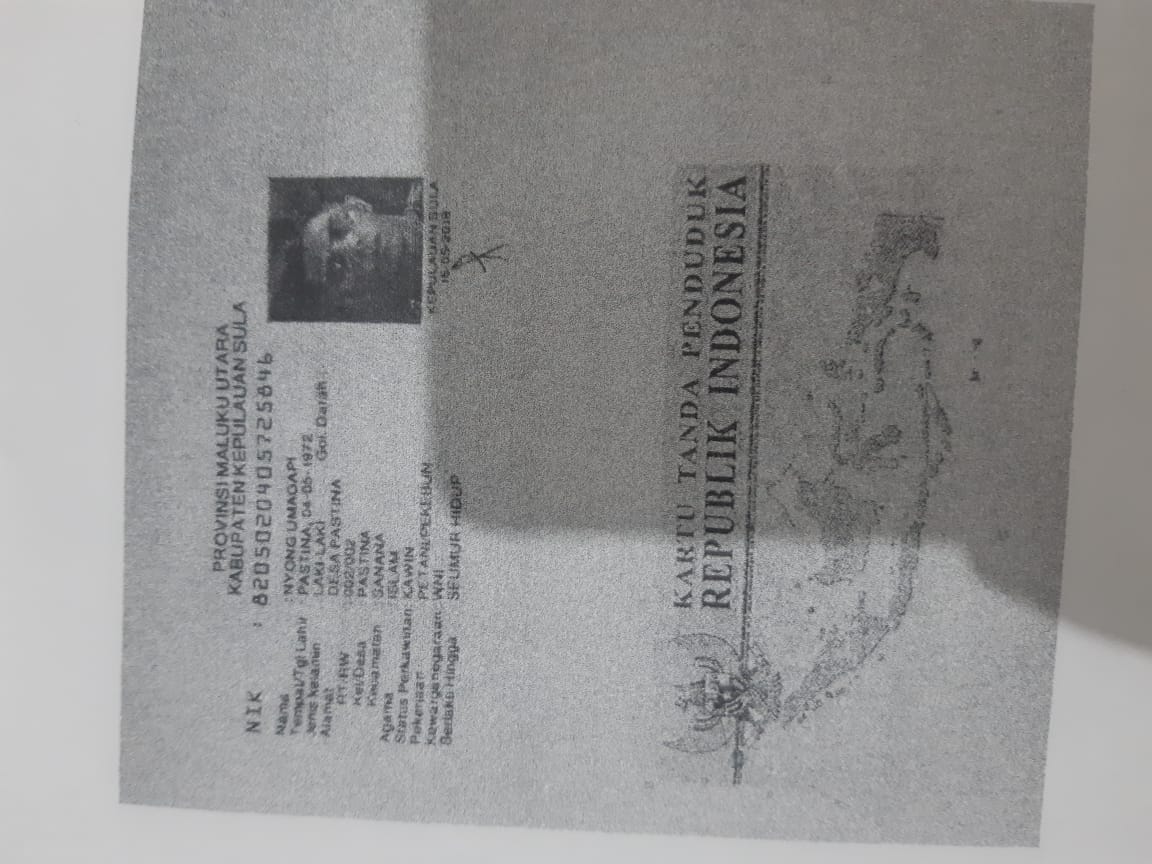 PROVINSI MALUKU UTARA
KABUPATEN KEPULAUAN SULA
NIK : 8205020405725846
Nama : NYONG UMAGAPI
Tempat/Tgl Lahir : PASTINA, 04-05-1972
Jenis kelamin : LAKI-LAKI Gol. Darah : -
Alamat : DESA PASTINA
RT/RW : 002/002
Kel/Desa : PASTINA
Kecamatan : SANANA
Agama : ISLAM
Status Perkawinan: KAWIN
Pekerjaan : PETANI/PEKEBUN
Kewarganegaraan: WNI
Berlaku Hingga : SEUMUR HIDUP
KEPULAUAN SULA
KARTU TANDA PENDUDUK
REPUBLIK INDONESIA